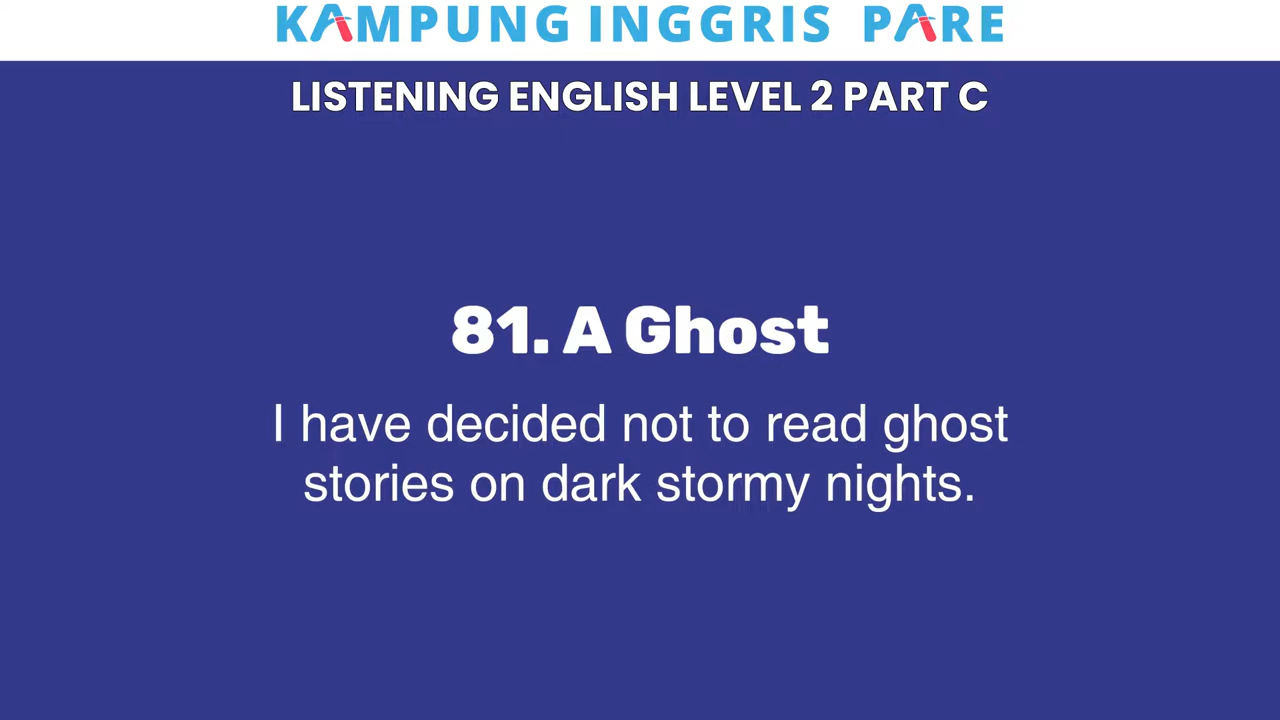 KAMPUNG INGGRIS PARE
LISTENING ENGLISH LEVEL 2 PART C
81. A Ghost
I have decided not to read ghost
stories on dark stormy nights.